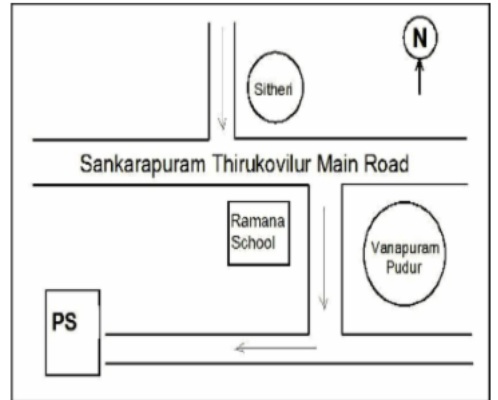 N
Sitheri
Sankarapuram Thirukovilur Main Road
Ramana
School
Vanapuram
Pudur
PS